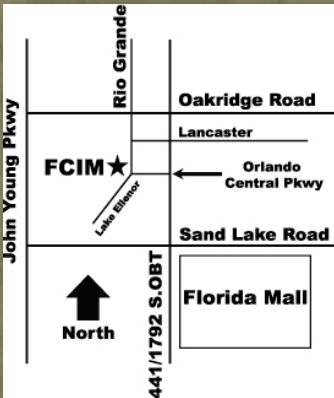 Rio Grande
Oakridge Road
Lancaster
John Young Pkwy
FCIM
Orlando
Central Pkwy
Lake Ellenor
Sand Lake Road
441/1792 S.OBT
Florida Mall
North